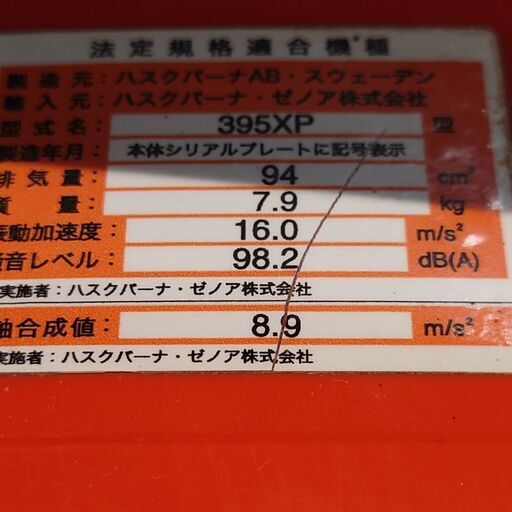 法定規格適合機種
製造元：ハスクバーナAB・スウェーデン
輸入元：ハスクバーナ・ゼノア株式会社
型式名： 395XP 型
製造年月： 本体シリアルプレートに記号表示
排気量： 94 cm³
質量： 7.9 kg
振動加速度： 16.0 m/s²
騒音レベル： 98.2 dB(A)
実施者：ハスクバーナ・ゼノア株式会社
軸合成値： 8.9 m/s²
実施者：ハスクバーナ・ゼノア株式会社